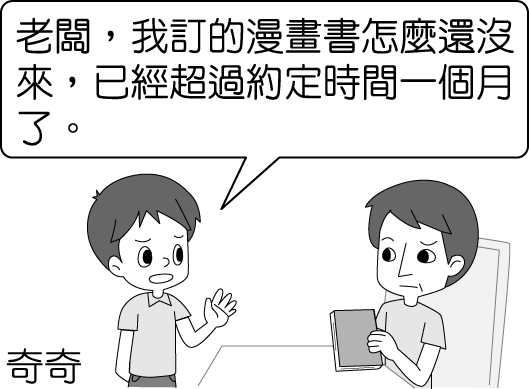 老闆，我訂的漫畫書怎麼還沒
來，已經超過約定時間一個月
了。
奇奇